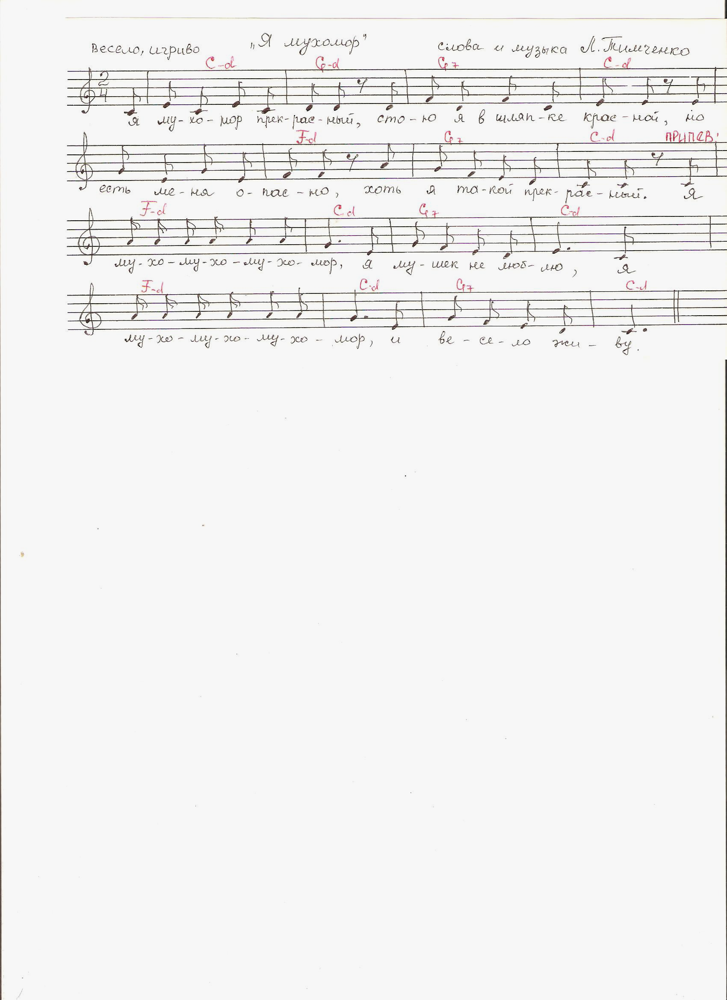 Весело, игриво „Я мухомор" слова и музыка Л. Тимченко
C-d G-d G7 C-d
2
4
я му-хо-мор прек-рас-ный, сто-ю я в шляп-ке крас-ной, но
F-d G7 C-d ПРИПЕВ:
есть ме-ня о-пас-но, хоть я та-кой прек-рас-ный. Я
F-d C-d G7 C-d
му-хо-му-хо-му-хо-мор, я му-шек не люб-лю, я
F-d C-d G7 C-d
му-хо-му-хо-му-хо-мор, и ве-се-ло жи-ву.